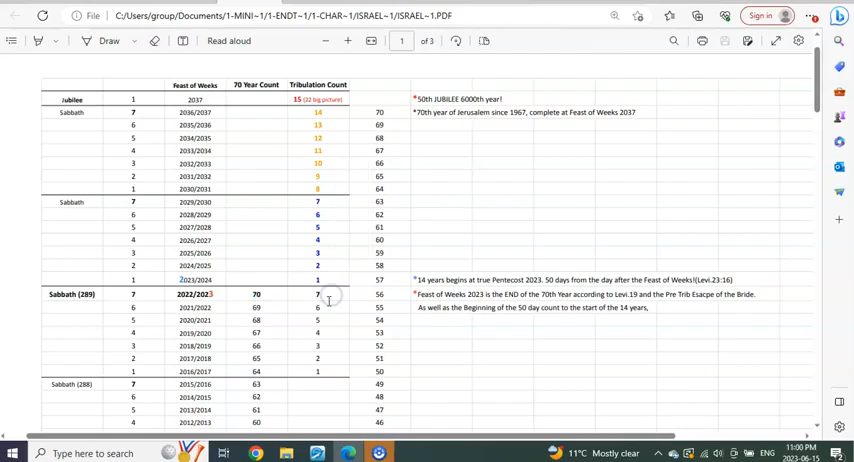 File
C:/Users/group/Documents/1-MINI~1/1-ENDT~1/1-CHAR~1/ISRAEL~1/ISRAEL~1.PDF
Sign in
Draw
Read aloud
1 of 3
Feast of Weeks 70 Year Count Tribulation Count
Jubilee 1 2037 15 (22 big picture) *50th JUBILEE 6000th year!
Sabbath 7 2036/2037 14 70 *70th year of Jerusalem since 1967, complete at Feast of Weeks 2037
6 2035/2036 13 69
5 2034/2035 12 68
4 2033/2034 11 67
3 2032/2033 10 66
2 2031/2032 9 65
1 2030/2031 8 64
Sabbath 7 2029/2030 7 63
6 2028/2029 6 62
5 2027/2028 5 61
4 2026/2027 4 60
3 2025/2026 3 59
2 2024/2025 2 58
1 2023/2024 1 57 *14 years begins at true Pentecost 2023. 50 days from the day after the Feast of Weeks!(Levi.23:16)
Sabbath (289) 7 2022/2023 70 7 56 *Feast of Weeks 2023 is the END of the 70th Year according to Levi.19 and the Pre Trib Esacpe of the Bride.
6 2021/2022 69 6 55 As well as the Beginning of the 50 day count to the start of the 14 years,
5 2020/2021 68 5 54
4 2019/2020 67 4 53
3 2018/2019 66 3 52
2 2017/2018 65 2 51
1 2016/2017 64 1 50
Sabbath (288) 7 2015/2016 63 49
6 2014/2015 62 48
5 2013/2014 61 47
4 2012/2013 60 46
Type here to search
11°C Mostly clear
ENG
11:00 PM
2023-06-15